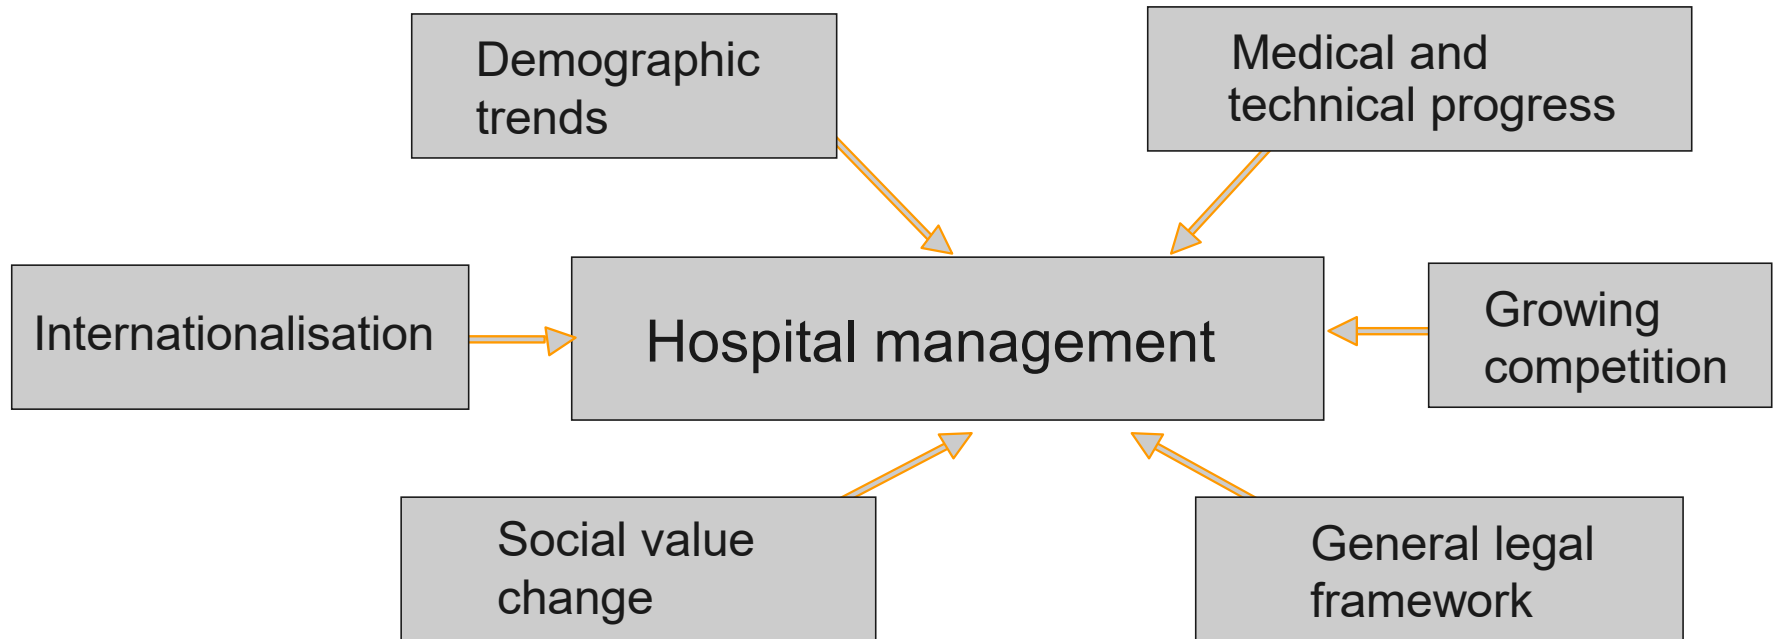 Demographic
trends
Medical and
technical progress
Internationalisation
Hospital management
Growing
competition
Social value
change
General legal
framework